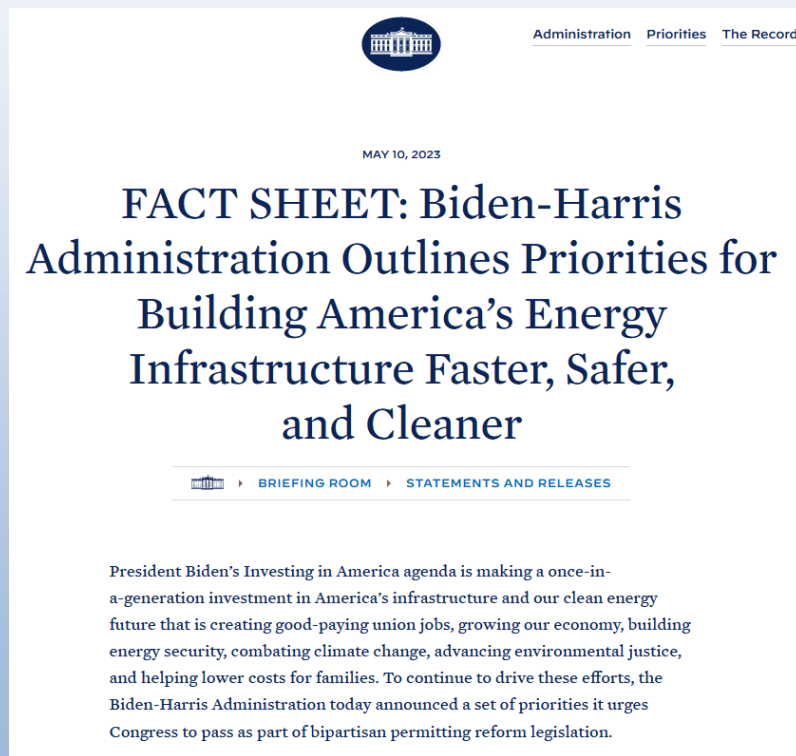 Administration Priorities The Record
MAY 10, 2023
FACT SHEET: Biden-Harris
Administration Outlines Priorities for
Building America’s Energy
Infrastructure Faster, Safer,
and Cleaner
BRIEFING ROOM STATEMENTS AND RELEASES
President Biden’s Investing in America agenda is making a once-in-
a-generation investment in America’s infrastructure and our clean energy
future that is creating good-paying union jobs, growing our economy, building
energy security, combating climate change, advancing environmental justice,
and helping lower costs for families. To continue to drive these efforts, the
Biden-Harris Administration today announced a set of priorities it urges
Congress to pass as part of bipartisan permitting reform legislation.